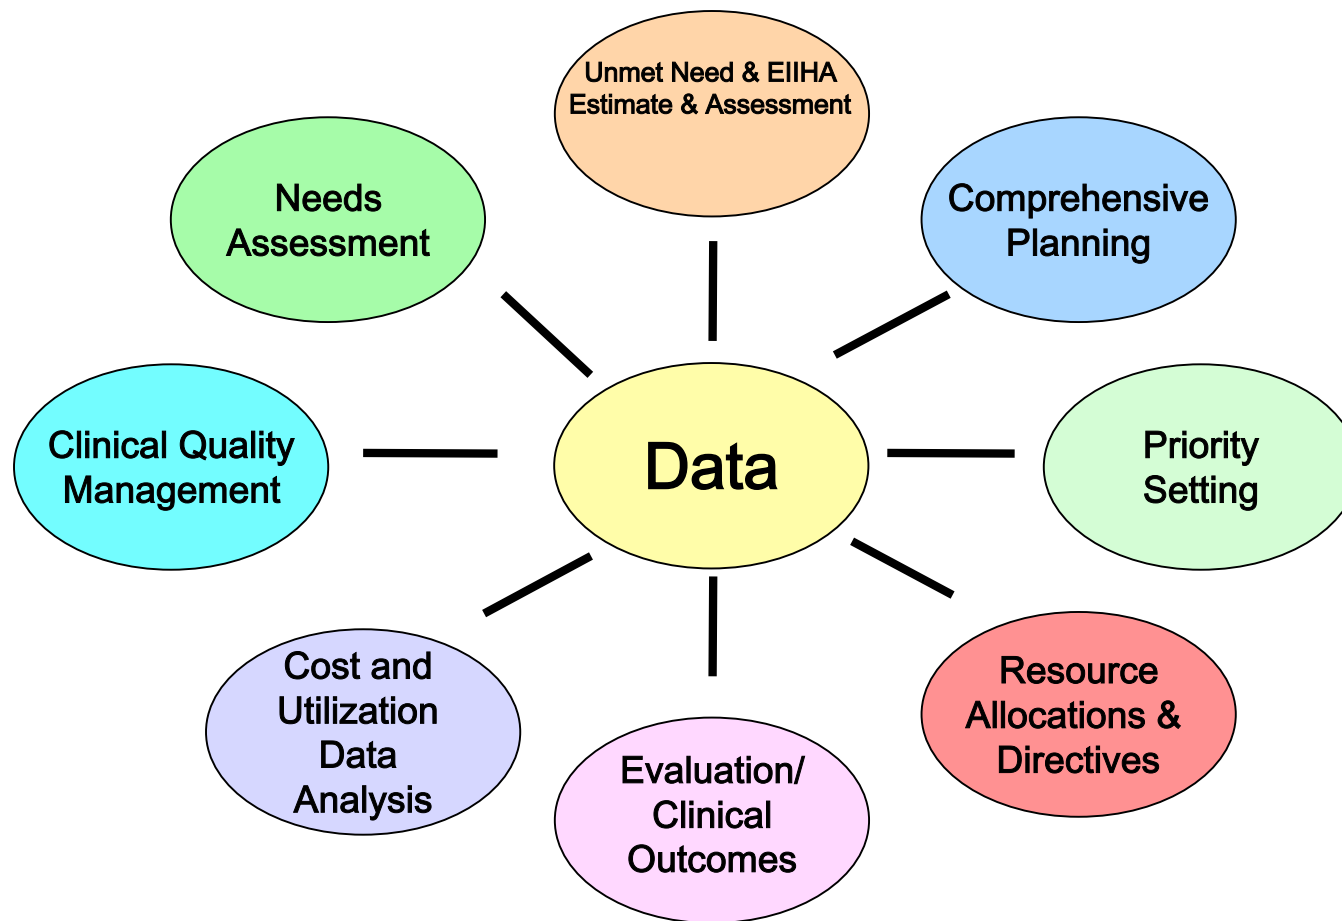 Unmet Need & EIIHA
Estimate & Assessment
Needs
Assessment
Comprehensive
Planning
Clinical Quality
Management
Data
Priority
Setting
Cost and
Utilization
Data
Analysis
Evaluation/
Clinical
Outcomes
Resource
Allocations &
Directives